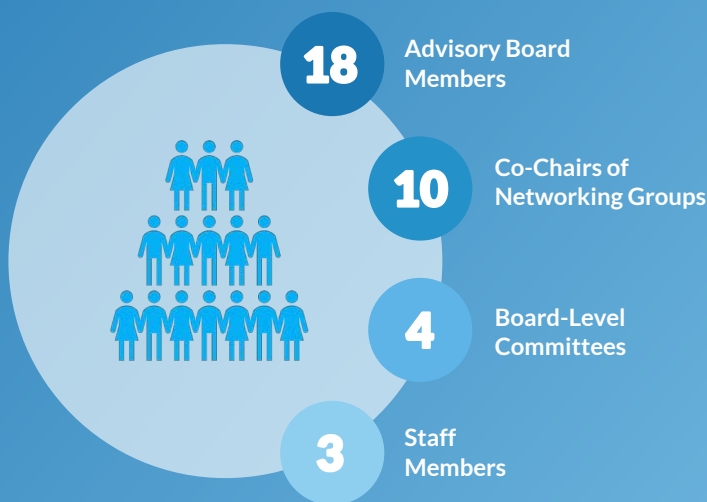 18
Advisory Board
Members
10
Co-Chairs of
Networking Groups
4
Board-Level
Committees
3
Staff
Members